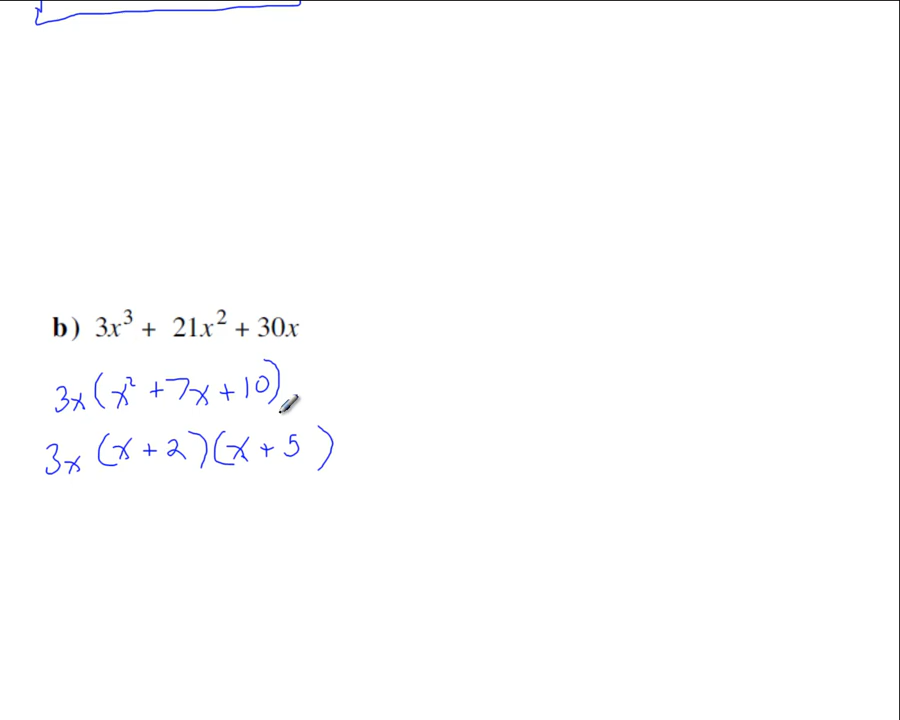 b) 3x³ + 21x² + 30x
3x(x² + 7x + 10)
3x(x + 2)(x + 5)